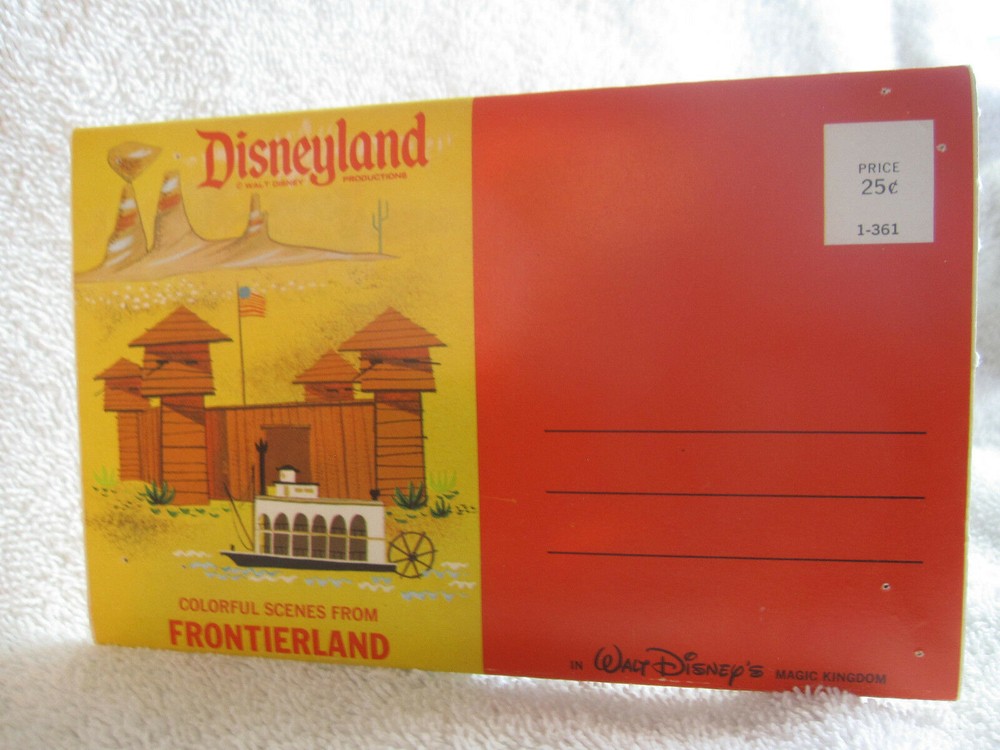 Disneyland
© WALT DISNEY PRODUCTIONS
COLORFUL SCENES FROM
FRONTIERLAND
PRICE
25¢
1-361
IN WALT DISNEY'S MAGIC KINGDOM